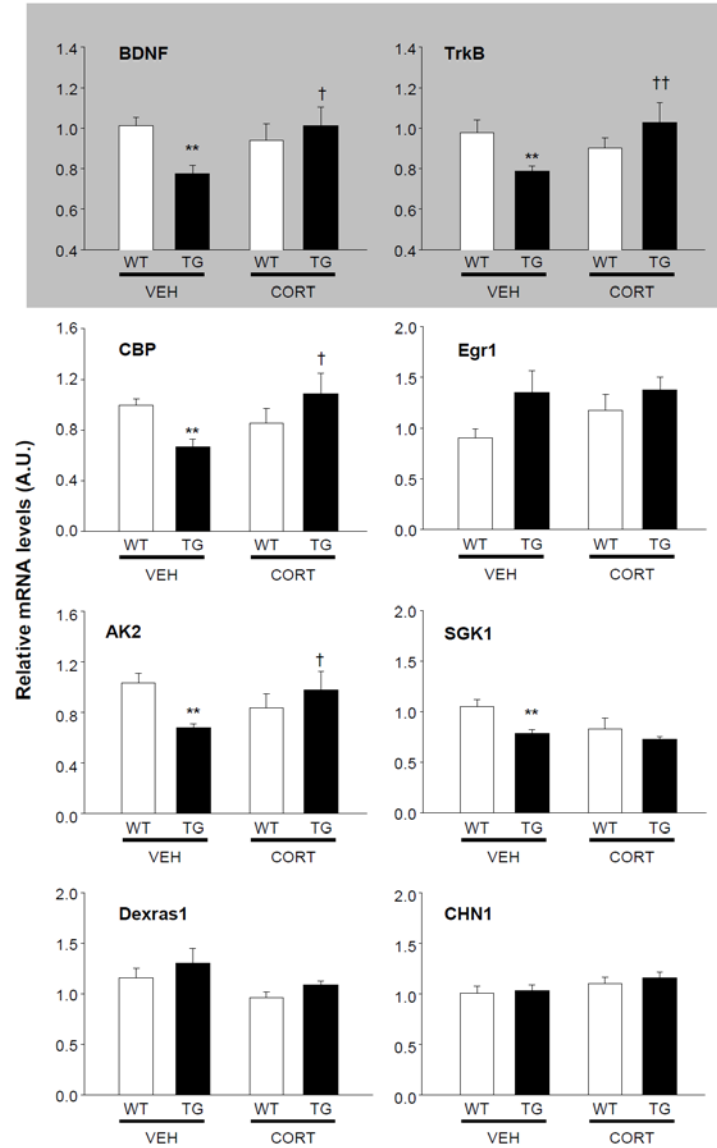 Relative mRNA levels (A.U.)
BDNF
1.4
1.2
1.0
0.8
0.6
0.4
**
†
WT TG WT TG
VEH CORT
TrkB
1.4
1.2
1.0
0.8
0.6
0.4
**
††
WT TG WT TG
VEH CORT
CBP
1.6
1.2
0.8
0.4
0.0
**
†
WT TG WT TG
VEH CORT
Egr1
2.0
1.5
1.0
0.5
0.0
WT TG WT TG
VEH CORT
AK2
1.6
1.2
0.8
0.4
0.0
**
†
WT TG WT TG
VEH CORT
SGK1
2.0
1.5
1.0
0.5
0.0
**
WT TG WT TG
VEH CORT
Dexras1
2.0
1.5
1.0
0.5
0.0
WT TG WT TG
VEH CORT
CHN1
2.0
1.5
1.0
0.5
0.0
WT TG WT TG
VEH CORT